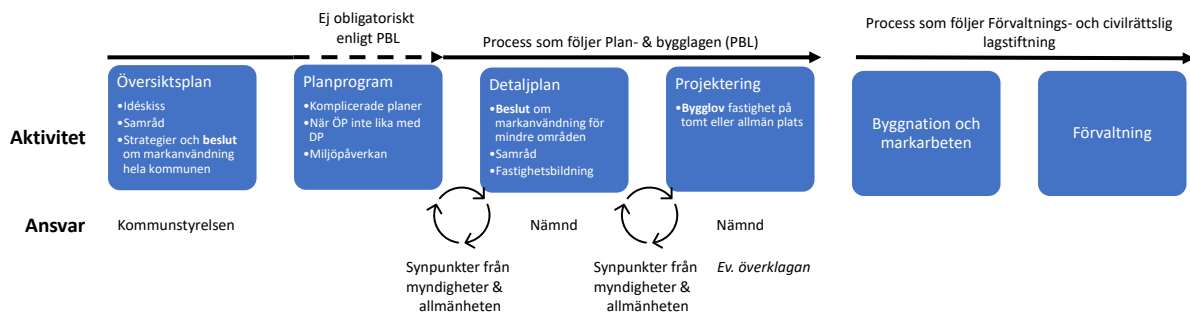 Ej obligatoriskt
enligt PBL
Process som följer Plan- & bygglagen (PBL)
Process som följer Förvaltnings- och civilrättslig
lagstiftning
Aktivitet
Översiktsplan
•Idéskiss
•Samråd
•Strategier och beslut
om markanvändning
hela kommunen
Planprogram
•Komplicerade planer
•När ÖP inte lika med
DP
•Miljöpåverkan
Detaljplan
•Beslut om
markanvändning för
mindre områden
•Samråd
•Fastighetsbildning
Projektering
•Bygglov fastighet på
tomt eller allmän plats
Byggnation och
markarbeten
Förvaltning
Ansvar
Kommunstyrelsen
Nämnd
Nämnd
Synpunkter från
myndigheter &
allmänheten
Synpunkter från
myndigheter &
allmänheten
Ev. överklagan